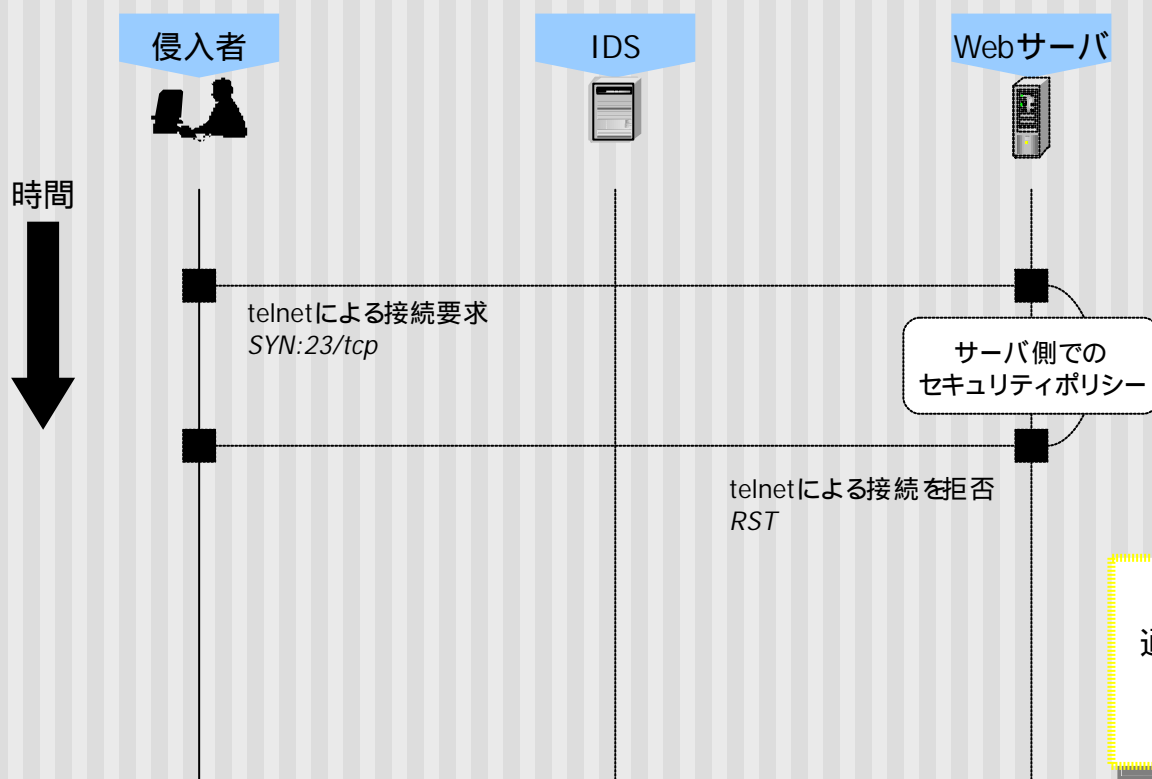 侵入者
IDS
Webサーバ
時間
telnetによる接続要求
SYN:23/tcp
サーバ側での
セキュリティポリシー
telnetによる接続を拒否
RST